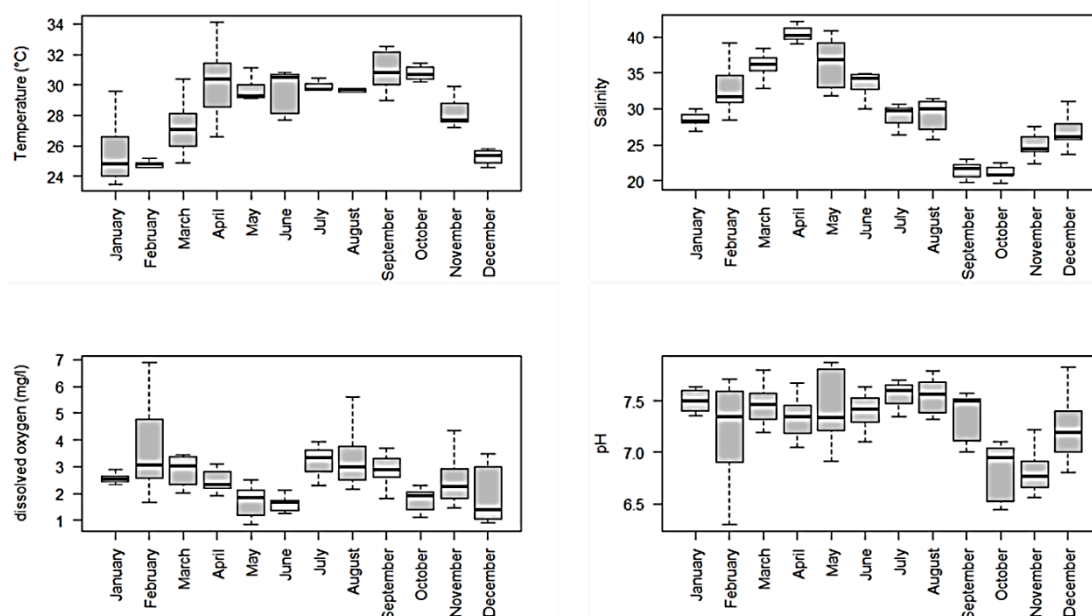 Temperature (°C)
34
32
30
28
26
24
January
February
March
April
May
June
July
August
September
October
November
December
Salinity
40
35
30
25
20
January
February
March
April
May
June
July
August
September
October
November
December
dissolved oxygen (mg/l)
7
6
5
4
3
2
1
January
February
March
April
May
June
July
August
September
October
November
December
pH
7.5
7.0
6.5
January
February
March
April
May
June
July
August
September
October
November
December